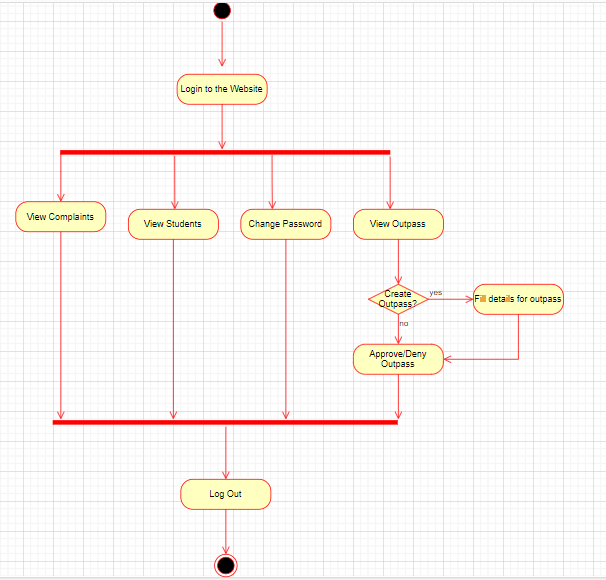 Login to the Website
View Complaints
View Students
Change Password
View Outpass
Create
Outpass?
yes
Fill details for outpass
no
Approve/Deny
Outpass
Log Out